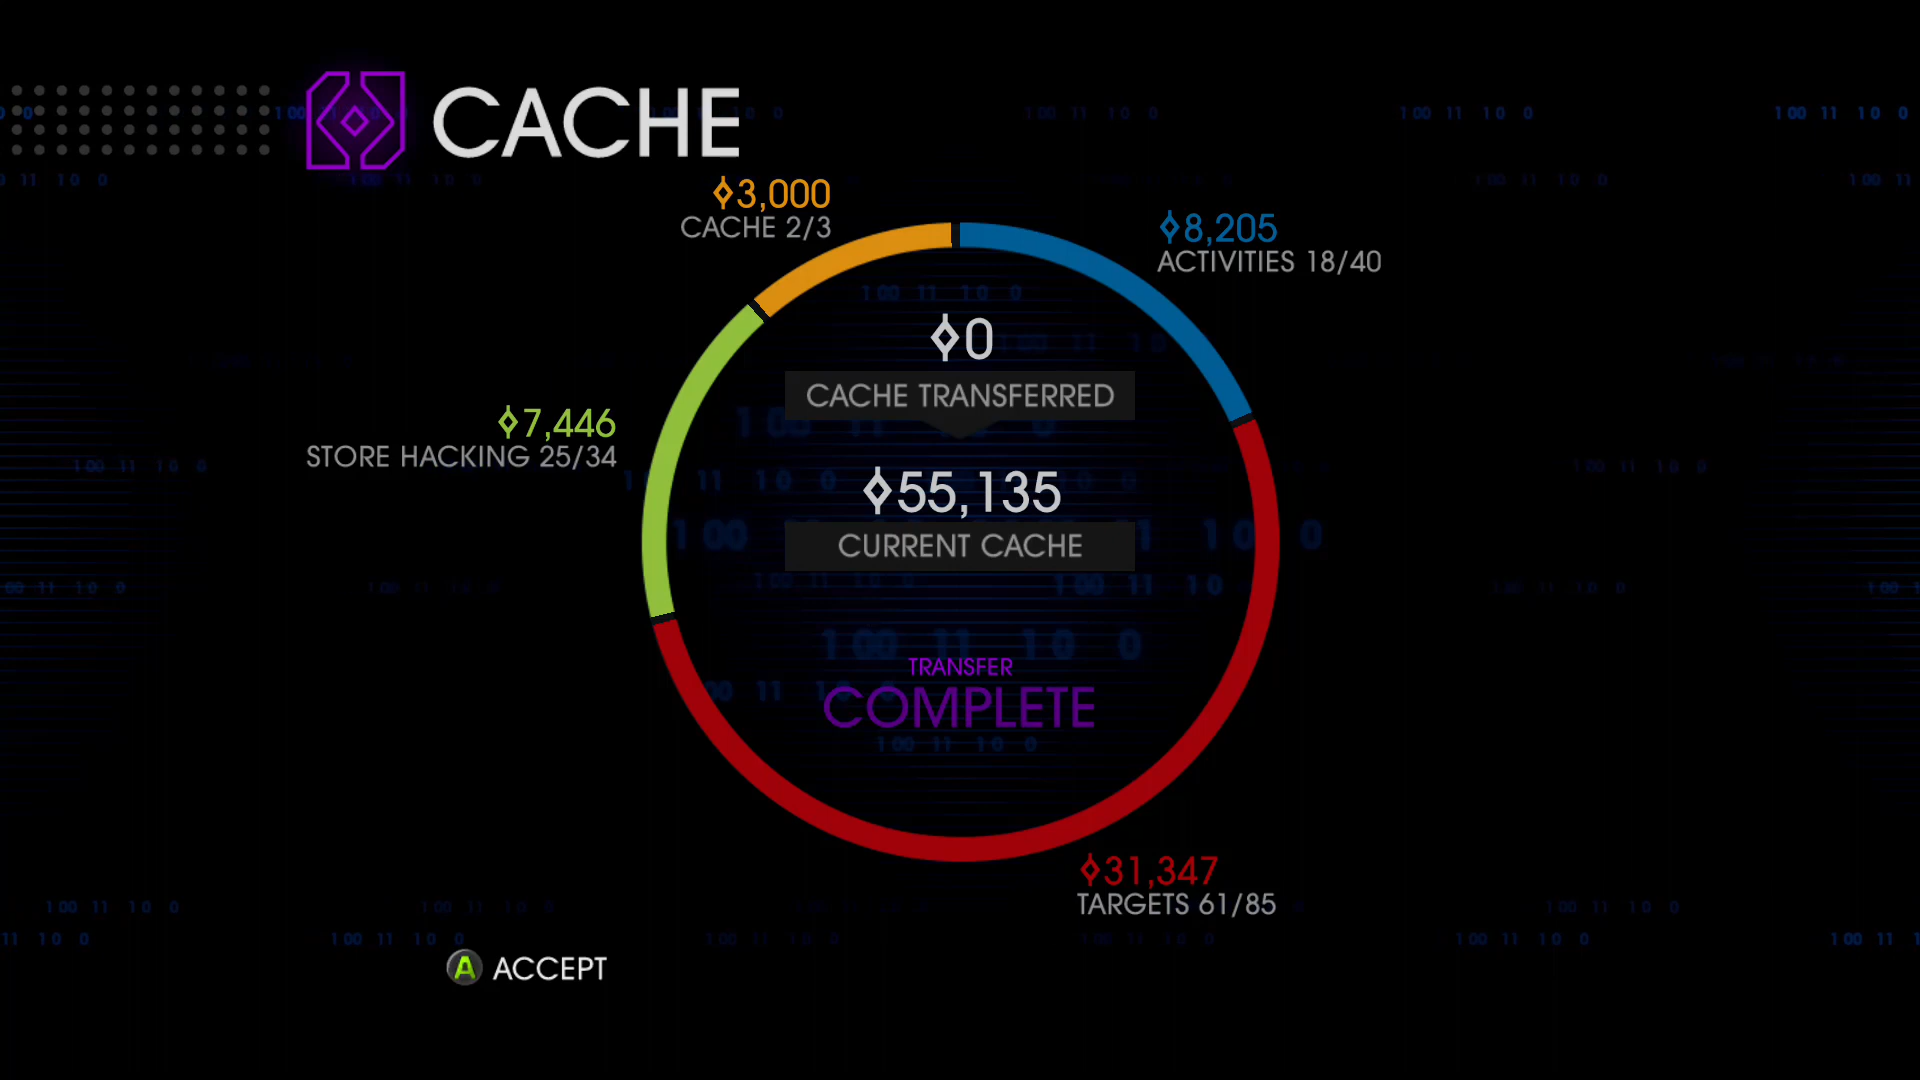 CACHE
3,000
CACHE 2/3
8,205
ACTIVITIES 18/40
0
CACHE TRANSFERRED
7,446
STORE HACKING 25/34
55,135
CURRENT CACHE
TRANSFER
COMPLETE
31,347
TARGETS 61/85
A ACCEPT